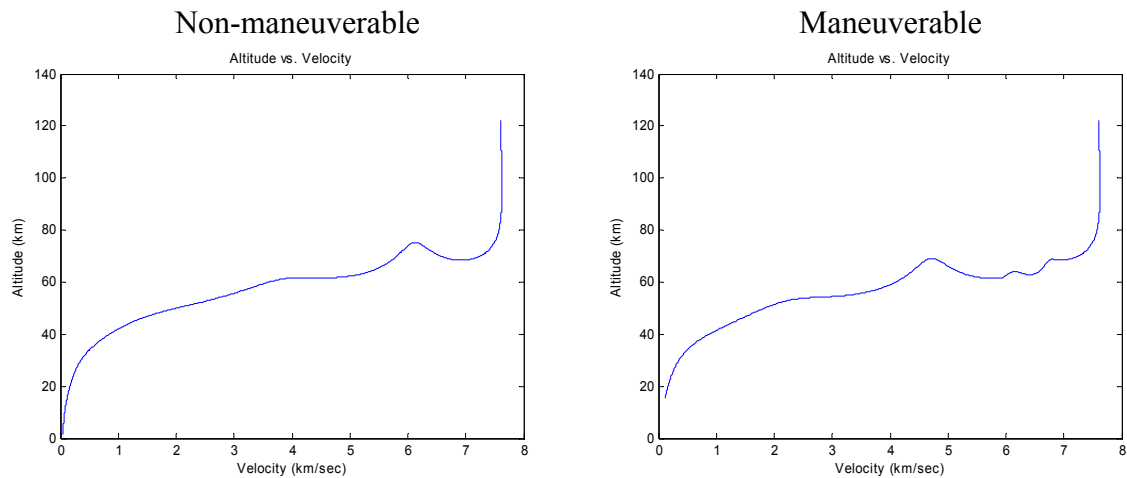 Non-maneuverable
Altitude vs. Velocity
140
120
100
80
60
40
20
0
0 1 2 3 4 5 6 7 8
Velocity (km/sec)
Altitude (km)
Maneuverable
Altitude vs. Velocity
140
120
100
80
60
40
20
0
0 1 2 3 4 5 6 7 8
Velocity (km/sec)
Altitude (km)